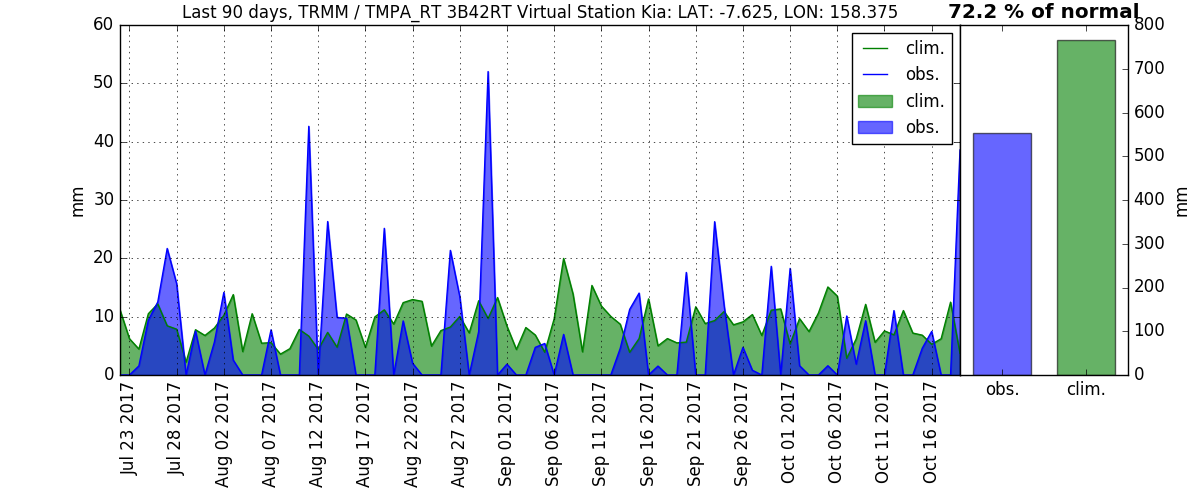 Last 90 days, TRMM / TMPA_RT 3B42RT Virtual Station Kia: LAT: -7.625, LON: 158.375
72.2 % of normal
60
50
40
30
20
10
0
mm
clim.
obs.
clim.
obs.
Jul 23 2017
Jul 28 2017
Aug 02 2017
Aug 07 2017
Aug 12 2017
Aug 17 2017
Aug 22 2017
Aug 27 2017
Sep 01 2017
Sep 06 2017
Sep 11 2017
Sep 16 2017
Sep 21 2017
Sep 26 2017
Oct 01 2017
Oct 06 2017
Oct 11 2017
Oct 16 2017
800
700
600
500
400
300
200
100
0
mm
obs.
clim.